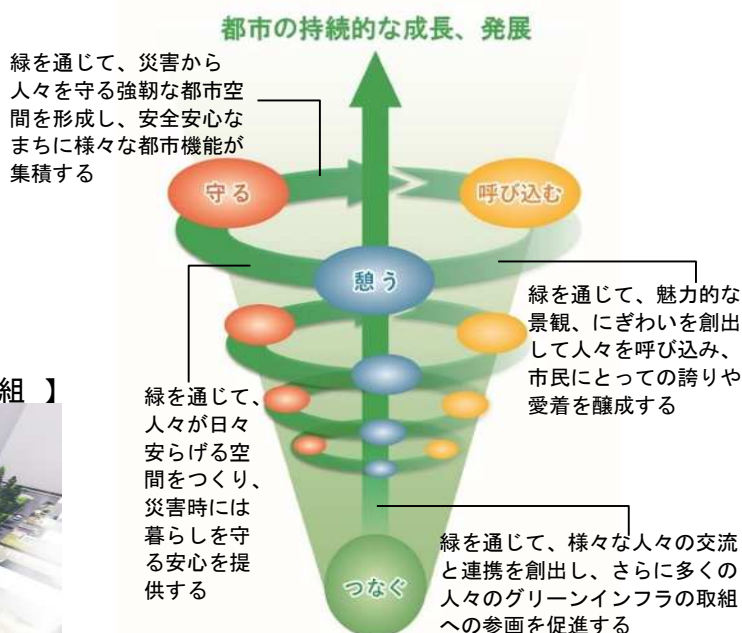 都市の持続的な成長、発展
緑を通じて、災害から
人々を守る強靭な都市空
間を形成し、安全安心な
まちに様々な都市機能が
集積する
守る
呼び込む
憩う
緑を通じて、魅力的な
景観、にぎわいを創出
して人々を呼び込み、
市民にとっての誇りや
愛着を醸成する
組 】
緑を通じて、
人々が日々
安らげる空
間をつくり、
災害時には
暮らしを守
る安心を提
供する
緑を通じて、様々な人々の交流
と連携を創出し、さらに多くの
人々のグリーンインフラの取組
への参画を促進する
つなぐ